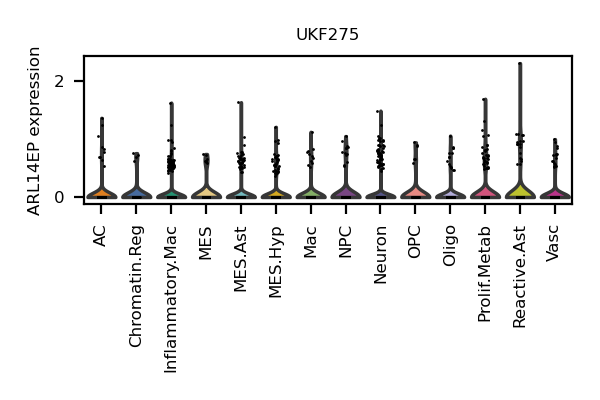 UKF275
ARL14EP expression
2
0
AC
Chromatin.Reg
Inflammatory.Mac
MES
MES.Ast
MES.Hyp
Mac
NPC
Neuron
OPC
Oligo
Prolif.Metab
Reactive.Ast
Vasc